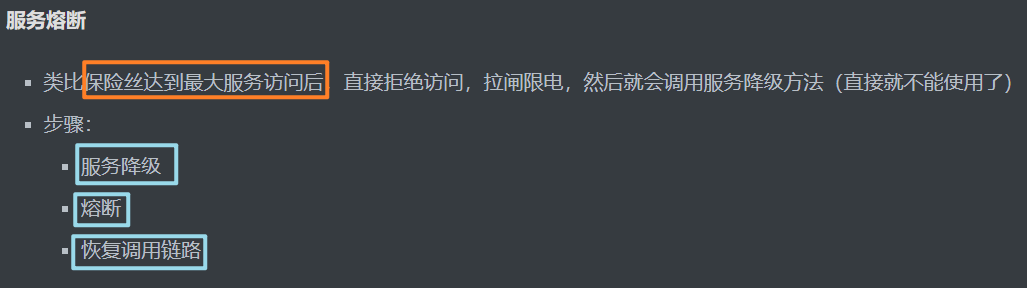 服务熔断
类比保险丝达到最大服务访问后，直接拒绝访问，拉闸限电，然后就会调用服务降级方法（直接就不能使用了）
步骤：
服务降级
熔断
恢复调用链路